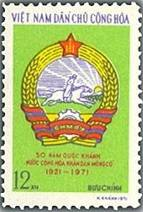 VIỆT NAM DÂN CHỦ CỘNG HÒA
БНМАУ
50 NĂM QUỐC KHÁNH
NƯỚC CỘNG HÒA NHÂN DÂN MÔNG CỔ
1921 - 1971
12 XU
BƯU CHÍNH